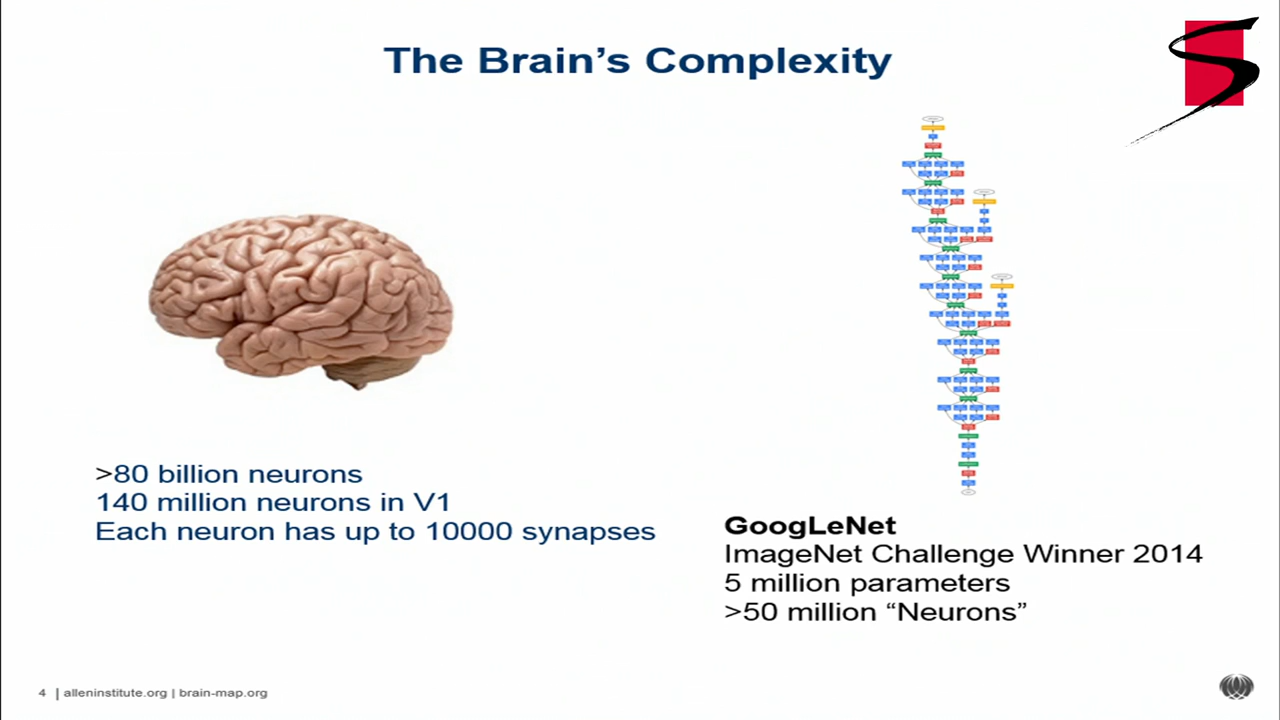 The Brain's Complexity
>80 billion neurons
140 million neurons in V1
Each neuron has up to 10000 synapses
GoogLeNet
ImageNet Challenge Winner 2014
5 million parameters
>50 million “Neurons”
4 | alleninstitute.org | brain-map.org